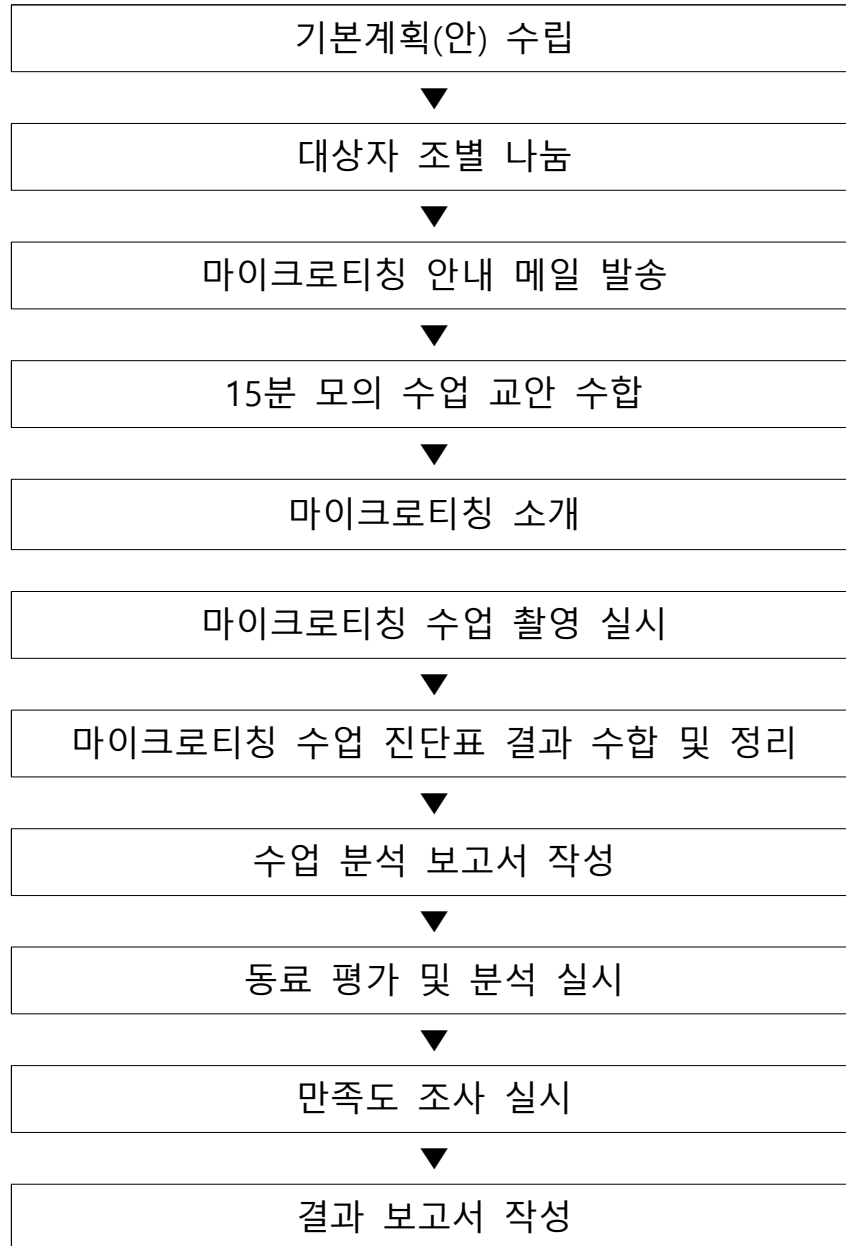 기본계획(안) 수립
▼
대상자 조별 나눔
▼
마이크로티칭 안내 메일 발송
▼
15분 모의 수업 교안 수합
▼
마이크로티칭 소개
마이크로티칭 수업 촬영 실시
▼
마이크로티칭 수업 진단표 결과 수합 및 정리
▼
수업 분석 보고서 작성
▼
동료 평가 및 분석 실시
▼
만족도 조사 실시
▼
결과 보고서 작성